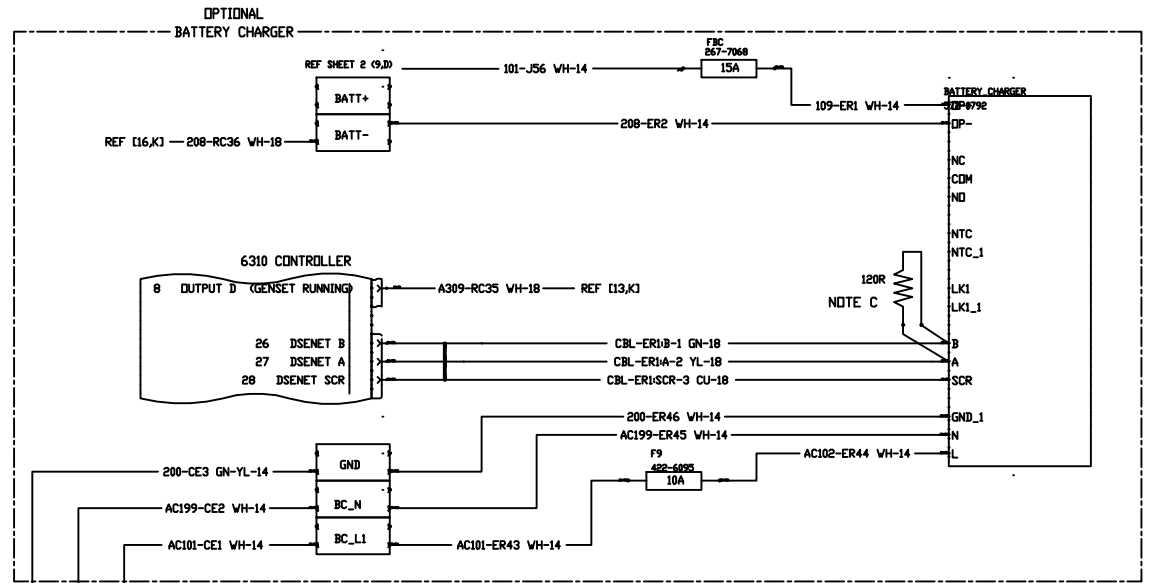 OPTIONAL
BATTERY CHARGER
REF SHEET 2 (9,D)
101-J56 WH-14
FBC
267-7068
15A
BATT+
109-ER1 WH-14
BATTERY_CHARGER
OP+
REF [16,K]
208-RC36 WH-18
BATT-
208-ER2 WH-14
OP-
NC
COM
NO
NTC
NTC_1
6310 CONTROLLER
120R
NOTE C
8 OUTPUT D (GENSET RUNNING)
A309-RC35 WH-18
REF [13,K]
LK1
LK1_1
26 DSENET B
CBL-ER1:B-1 GN-18
B
27 DSENET A
CBL-ER1:A-2 YL-18
A
28 DSENET SCR
CBL-ER1:SCR-3 CU-18
SCR
200-ER46 WH-14
GND_1
AC199-ER45 WH-14
N
AC102-ER44 WH-14
L
F9
422-6095
10A
200-CE3 GN-YL-14
GND
AC199-CE2 WH-14
BC_N
AC101-CE1 WH-14
BC_L1
AC101-ER43 WH-14